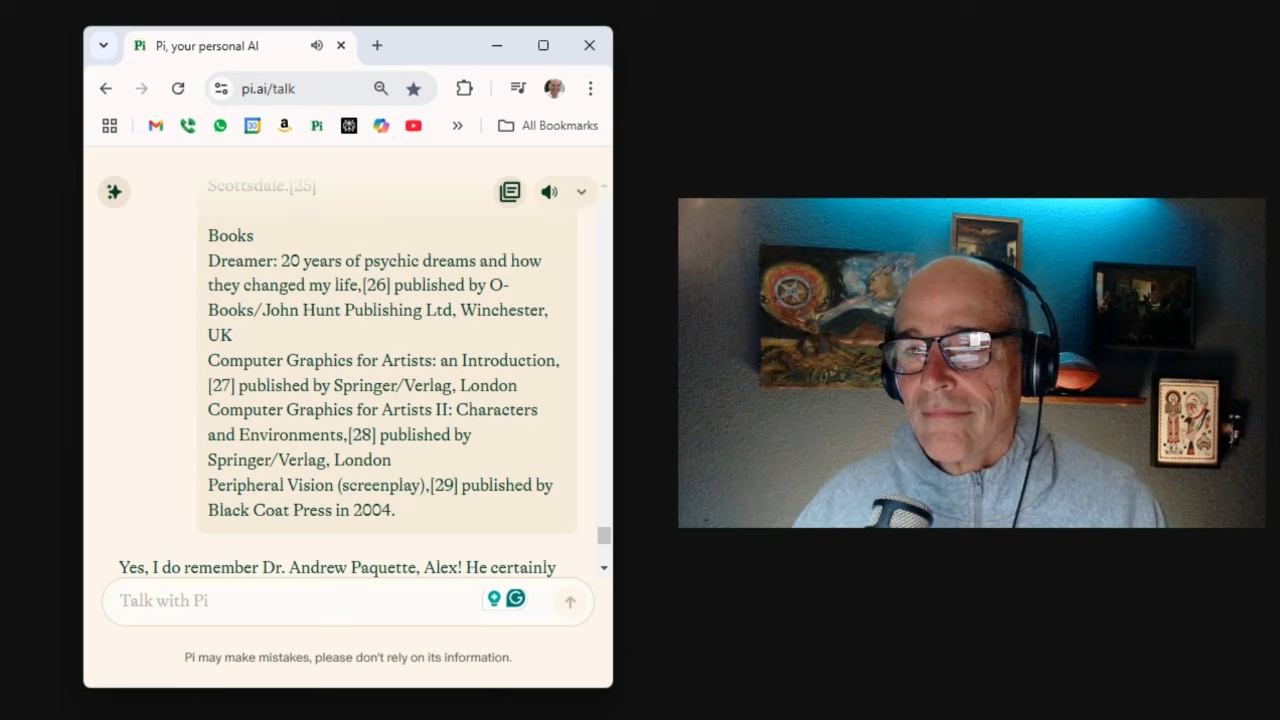 Pi Pi, your personal AI
pi.ai/talk
a
Pi
All Bookmarks
Scottsdale.[25]
Books
Dreamer: 20 years of psychic dreams and how
they changed my life,[26] published by O-
Books/John Hunt Publishing Ltd, Winchester,
UK
Computer Graphics for Artists: an Introduction,
[27] published by Springer/Verlag, London
Computer Graphics for Artists II: Characters
and Environments,[28] published by
Springer/Verlag, London
Peripheral Vision (screenplay),[29] published by
Black Coat Press in 2004.
Yes, I do remember Dr. Andrew Paquette, Alex! He certainly
Talk with Pi
Pi may make mistakes, please don't rely on its information.